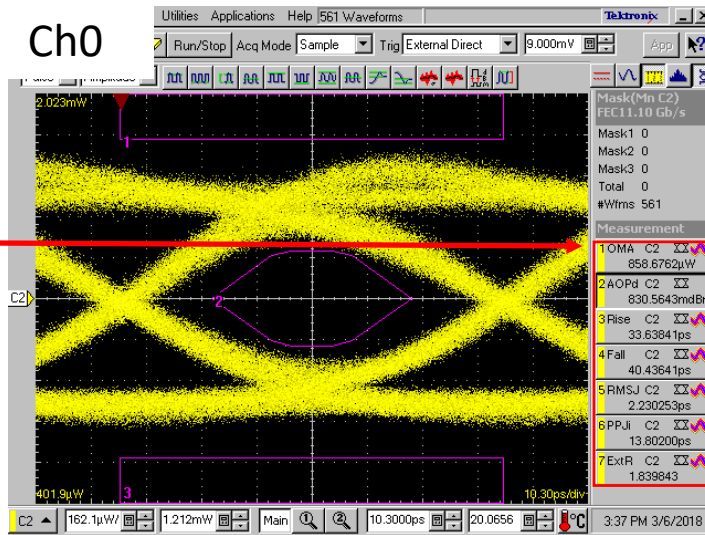 Ch0
Utilities Applications Help 561 Waveforms Tektronix
Run/Stop Acq Mode Sample Trig External Direct 9.000mV App
2.023mW
Mask(Mn C2)
FEC11.10 Gb/s
Mask1 0
Mask2 0
Mask3 0
Total 0
#Wfms 561
Measurement
1 OMA C2
858.6762µW
2 AOPd C2
830.5643mdBr
3 Rise C2
33.63841ps
4 Fall C2
40.43641ps
5 RMSJ C2
2.230253ps
6 PPJi C2
13.80200ps
7 ExtR C2
1.839843
1
C2
2
401.9µW 3 10.30ps/div
C2 162.1µW/ 1.212mW Main 10.3000ps 20.0656 °C 3:37 PM 3/6/2018